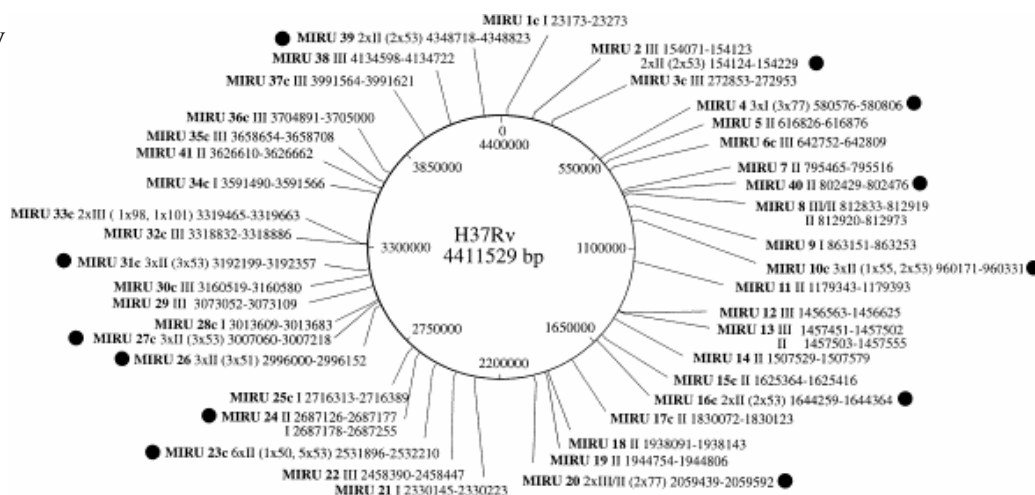 MIRU 1c I 23173-23273
MIRU 2 III 154071-154123
2xII (2x53) 154124-154229
MIRU 3c III 272853-272953
MIRU 4 3xI (3x77) 580576-580806
MIRU 5 II 616826-616876
MIRU 6c III 642752-642809
MIRU 7 II 795465-795516
MIRU 40 II 802429-802476
MIRU 8 III/II 812833-812919
II 812920-812973
MIRU 9 I 863151-863253
MIRU 10c 3xII (1x55, 2x53) 960171-960331
MIRU 11 II 1179343-1179393
MIRU 12 III 1456563-1456625
MIRU 13 III 1457451-1457502
II 1457503-1457555
MIRU 14 II 1507529-1507579
MIRU 15c II 1625364-1625416
MIRU 16c 2xII (2x53) 1644259-1644364
MIRU 17c II 1830072-1830123
MIRU 18 II 1938091-1938143
MIRU 19 II 1944754-1944806
MIRU 20 2xIII/II (2x77) 2059439-2059592
MIRU 21 I 2330145-2330223
MIRU 22 III 2458390-2458447
MIRU 23c 6xII (1x50, 5x53) 2531896-2532210
MIRU 24 II 2687126-2687177
I 2687178-2687255
MIRU 25c I 2716313-2716389
MIRU 26 3xII (3x51) 2996000-2996152
MIRU 27c 3xII (3x53) 3007060-3007218
MIRU 28c I 3013609-3013683
MIRU 29 III 3073052-3073109
MIRU 30c III 3160519-3160580
MIRU 31c 3xII (3x53) 3192199-3192357
MIRU 32c III 3318832-3318886
MIRU 33c 2xIII ( 1x98, 1x101) 3319465-3319663
MIRU 34c I 3591490-3591566
MIRU 41 II 3626610-3626662
MIRU 35c III 3658654-3658708
MIRU 36c III 3704891-3705000
MIRU 37c III 3991564-3991621
MIRU 38 III 4134598-4134722
MIRU 39 2xII (2x53) 4348718-4348823
0
4400000
550000
1100000
1650000
2200000
2750000
3300000
3850000
H37Rv
4411529 bp